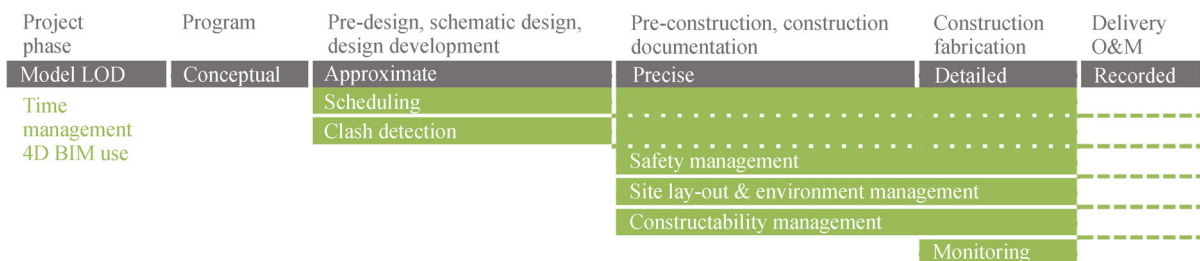 Project phase
Program
Pre-design, schematic design,
design development
Pre-construction, construction
documentation
Construction
fabrication
Delivery
O&M
Model LOD
Conceptual
Approximate
Precise
Detailed
Recorded
Time
management
4D BIM use
Scheduling
Clash detection
Safety management
Site lay-out & environment management
Constructability management
Monitoring